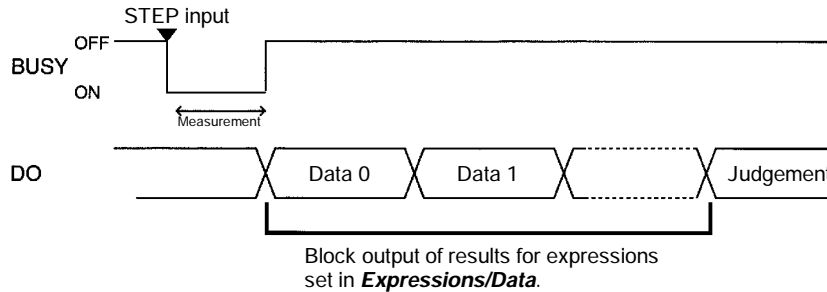 STEP input
OFF
BUSY
ON
Measurement
DO
Data 0
Data 1
Judgement
Block output of results for expressions
set in Expressions/Data.